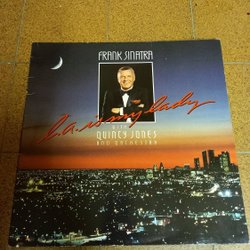 FRANK SINATRA
L.A. is my Lady
WITH
QUINCY JONES
AND ORCHESTRA